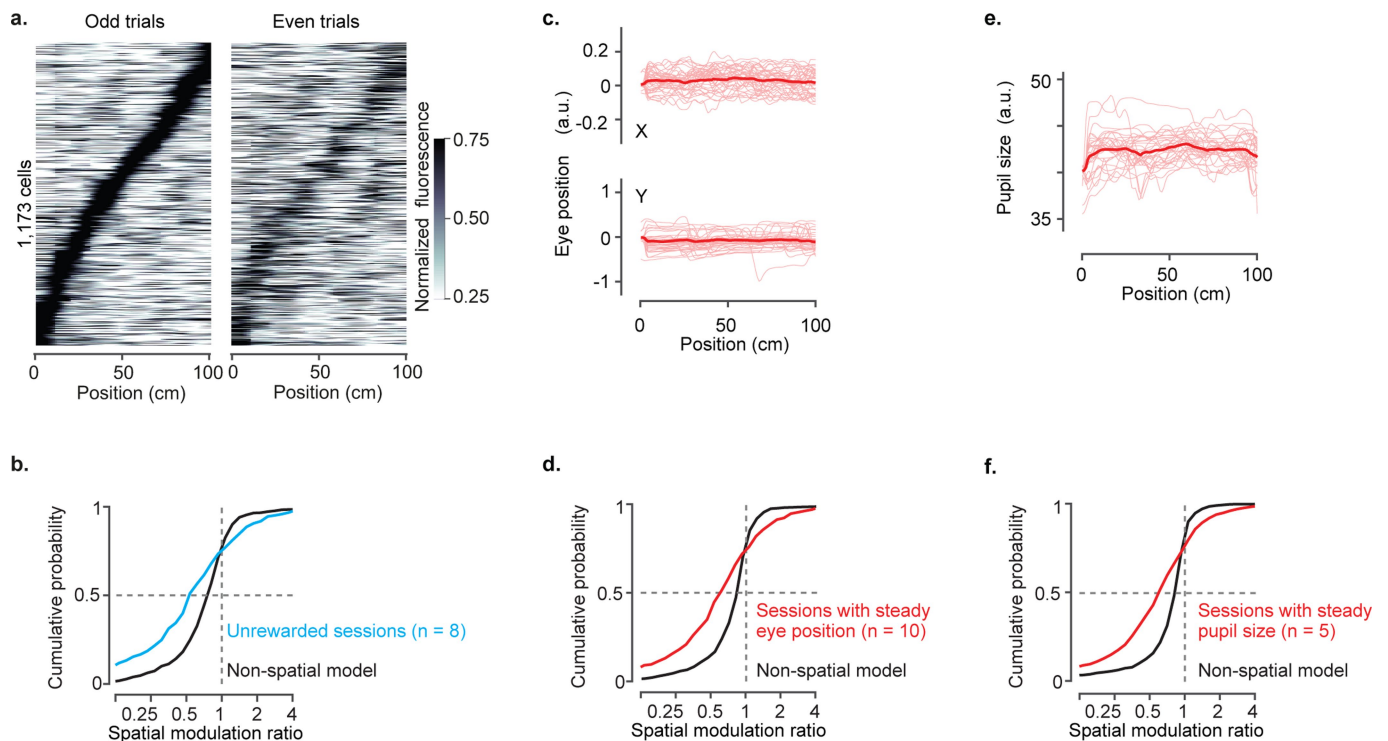 a.
Odd trials
Even trials
1,173 cells
0
50
100
Position (cm)
0
50
100
Position (cm)
Normalized fluorescence
0.75
0.50
0.25
b.
Cumulative probability
1
0.5
0
Unrewarded sessions (n = 8)
Non-spatial model
0.25
0.5
1
2
4
Spatial modulation ratio
c.
Eye position (a.u.)
0.2
0
-0.2
X
1
0
-1
Y
0
50
100
Position (cm)
d.
Cumulative probability
1
0.5
0
Sessions with steady
eye position (n = 10)
Non-spatial model
0.25
0.5
1
2
4
Spatial modulation ratio
e.
Pupil size (a.u.)
50
35
0
50
100
Position (cm)
f.
Cumulative probability
1
0.5
0
Sessions with steady
pupil size (n = 5)
Non-spatial model
0.25
0.5
1
2
4
Spatial modulation ratio